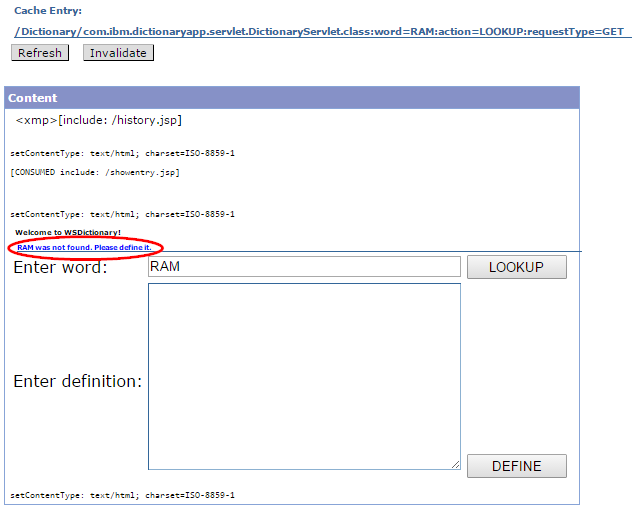 Cache Entry:
/Dictionary/com.ibm.dictionaryapp.servlet.DictionaryServlet.class:word=RAM:action=LOOKUP:requestType=GET
Refresh Invalidate
Content
<xmp>[include: /history.jsp]
setContentType: text/html; charset=ISO-8859-1
[CONSUMED include: /showentry.jsp]
setContentType: text/html; charset=ISO-8859-1
Welcome to WSDictionary!
RAM was not found. Please define it.
Enter word: RAM LOOKUP
Enter definition:
DEFINE
setContentType: text/html; charset=ISO-8859-1